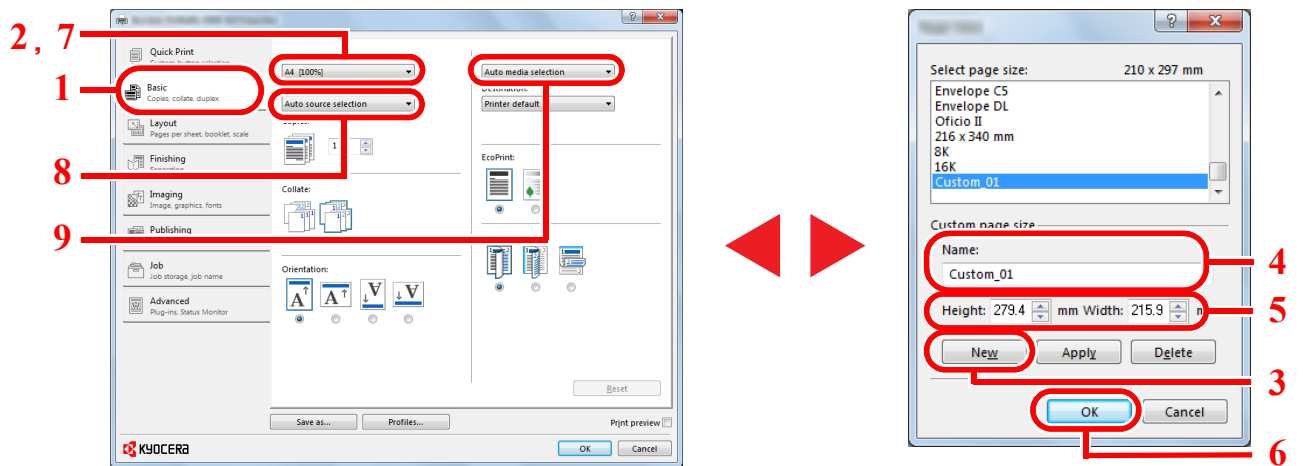 2, 7
1
8
9
Quick Print
Basic
Copies, collate, duplex
Layout
Pages per sheet, booklet, scale
Finishing
Separation
Imaging
Image, graphics, fonts
Publishing
Job
Job storage, job name
Advanced
Plug-ins, Status Monitor
A4 [100%]
Auto source selection
Copies:
1
Collate:
Orientation:
Auto media selection
Destination:
Printer default
EcoPrint:
Reset
Save as...
Profiles...
Print preview
KYOCERA
OK
Cancel
Select page size:
210 x 297 mm
Envelope C5
Envelope DL
Oficio II
216 x 340 mm
8K
16K
Custom_01
Custom page size
Name:
Custom_01
Height: 279.4 mm Width: 215.9
New
Apply
Delete
OK
Cancel
4
5
3
6